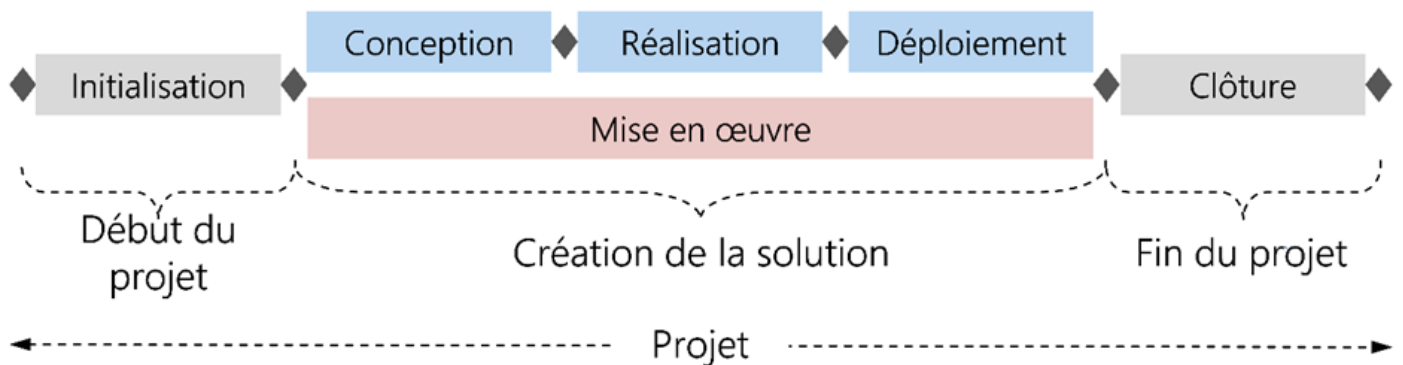 Conception
Réalisation
Déploiement
Initialisation
Clôture
Mise en œuvre
Début du
projet
Création de la solution
Fin du projet
Projet